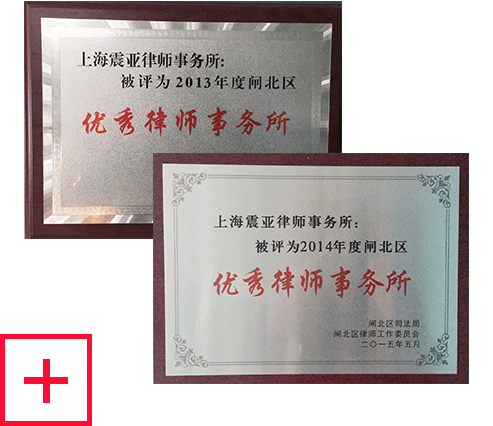 上海震亚律师事务所:
被评为2013年度闸北区
优秀律师事务所
上海震亚律师事务所:
被评为2014年度闸北区
优秀律师事务所
闸北区司法局
闸北区律师工作委员会
二〇一五年五月